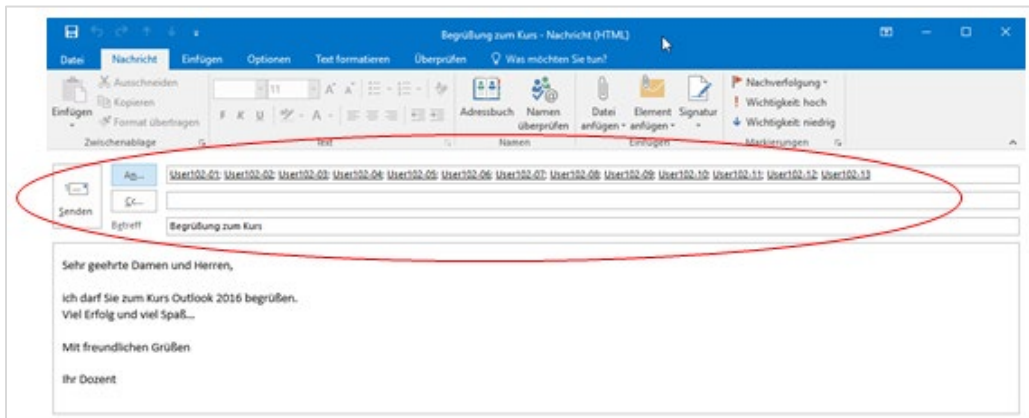 Begrüßung zum Kurs - Nachricht (HTML)
Datei Nachricht Einfügen Optionen Text formatieren Überprüfen Was möchten Sie tun?
Einfügen
Ausschneiden
Kopieren
Format übertragen
Zwischenablage
11
F K U
Text
Adressbuch
Namen überprüfen
Namen
Datei anfügen
Element anfügen
Signatur
Einfügen
Nachverfolgung
Wichtigkeit: hoch
Wichtigkeit: niedrig
Markierungen
Senden
An...
User102-01; User102-02; User102-03; User102-04; User102-05; User102-06; User102-07; User102-08; User102-09; User102-10; User102-11; User102-12; User102-13
Cc...
Betreff
Begrüßung zum Kurs
Sehr geehrte Damen und Herren,
ich darf Sie zum Kurs Outlook 2016 begrüßen.
Viel Erfolg und viel Spaß...
Mit freundlichen Grüßen
Ihr Dozent